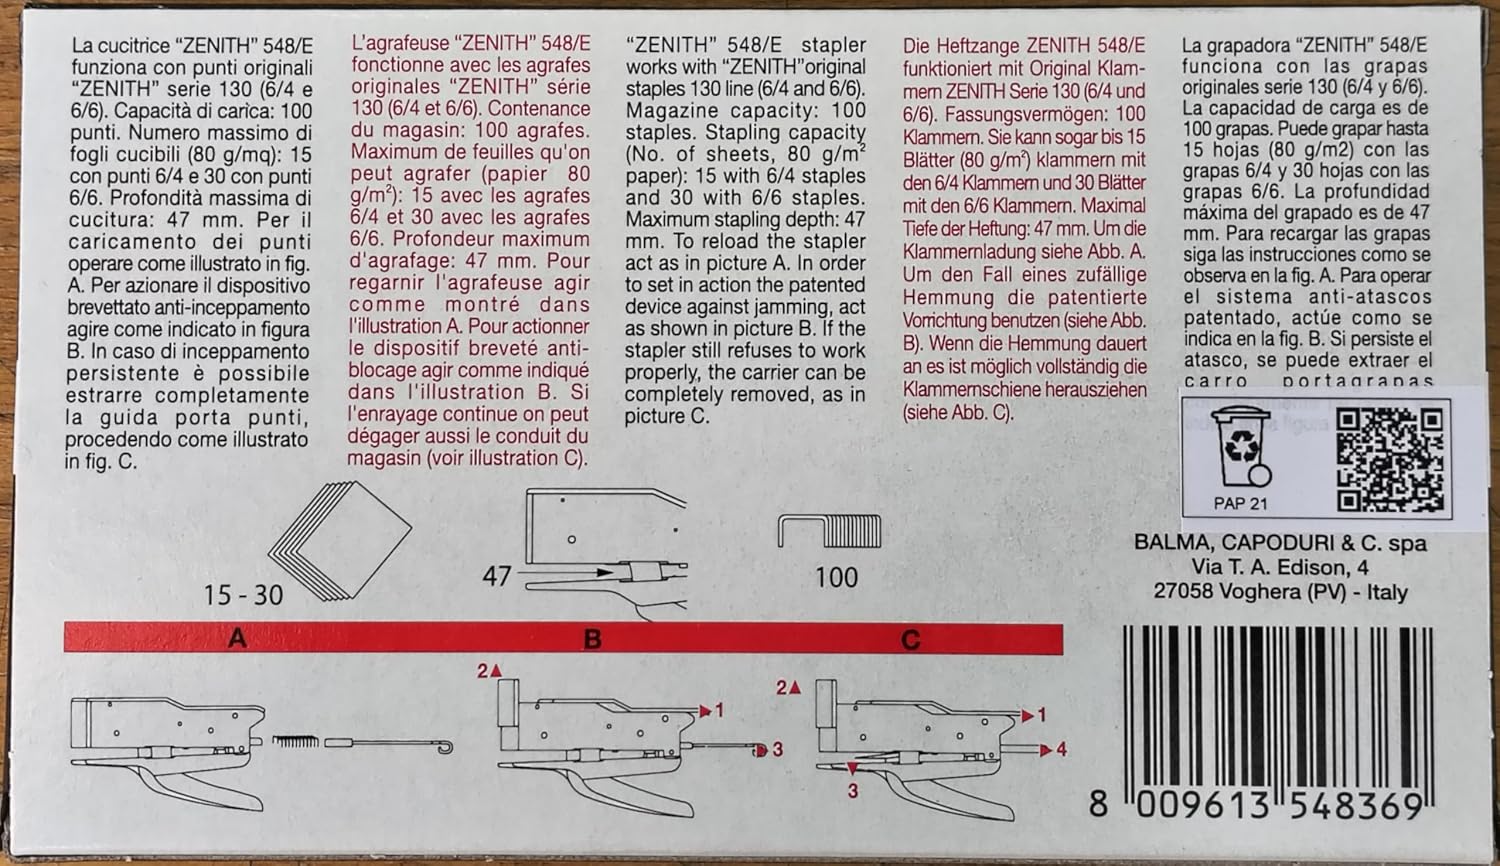 La cucitrice “ZENITH” 548/E
funziona con punti originali
“ZENITH” serie 130 (6/4 e
6/6). Capacità di carica: 100
punti. Numero massimo di
fogli cucibili (80 g/mq): 15
con punti 6/4 e 30 con punti
6/6. Profondità massima di
cucitura: 47 mm. Per il
caricamento dei punti
operare come illustrato in fig.
A. Per azionare il dispositivo
brevettato anti-inceppamento
agire come indicato in figura
B. In caso di inceppamento
persistente è possibile
estrarre completamente
la guida porta punti,
procedendo come illustrato
in fig. C.
L'agrafeuse “ZENITH” 548/E
fonctionne avec les agrafes
originales “ZENITH” série
130 (6/4 et 6/6). Contenance
du magasin: 100 agrafes.
Maximum de feuilles qu'on
peut agrafer (papier 80
g/m²): 15 avec les agrafes
6/4 et 30 avec les agrafes
6/6. Profondeur maximum
d'agrafage: 47 mm. Pour
regarnir l'agrafeuse agir
comme montré dans
l'illustration A. Pour actionner
le dispositif breveté anti-
blocage agir comme indiqué
dans l'illustration B. Si
l'enrayage continue on peut
dégager aussi le conduit du
magasin (voir illustration C).
“ZENITH” 548/E stapler
works with “ZENITH”original
staples 130 line (6/4 and 6/6).
Magazine capacity: 100
staples. Stapling capacity
(No. of sheets, 80 g/m²
paper): 15 with 6/4 staples
and 30 with 6/6 staples.
Maximum stapling depth: 47
mm. To reload the stapler
act as in picture A. In order
to set in action the patented
device against jamming, act
as shown in picture B. If the
stapler still refuses to work
properly, the carrier can be
completely removed, as in
picture C.
Die Heftzange ZENITH 548/E
funktioniert mit Original Klam-
mern ZENITH Serie 130 (6/4 und
6/6). Fassungsvermögen: 100
Klammern. Sie kann sogar bis 15
Blätter (80 g/m²) klammern mit
den 6/4 Klammern und 30 Blätter
mit den 6/6 Klammern. Maximal
Tiefe der Heftung: 47 mm. Um die
Klammernladung siehe Abb. A.
Um den Fall eines zufällige
Hemmung die patentierte
Vorrichtung benutzen (siehe Abb.
B). Wenn die Hemmung dauert
an es ist möglich vollständig die
Klammernschiene herausziehen
(siehe Abb. C).
La grapadora “ZENITH” 548/E
funciona con las grapas
originales serie 130 (6/4 y 6/6).
La capacidad de carga es de
100 grapas. Puede grapar hasta
15 hojas (80 g/m2) con las
grapas 6/4 y 30 hojas con las
grapas 6/6. La profundidad
máxima del grapado es de 47
mm. Para recargar las grapas
siga las instrucciones como se
observa en la fig. A. Para operar
el sistema anti-atascos
patentado, actúe como se
indica en la fig. B. Si persiste el
atasco, se puede extraer el
carro portagrapas
PAP 21
BALMA, CAPODURI & C. spa
Via T. A. Edison, 4
27058 Voghera (PV) - Italy
15 - 30
47
100
A B C
2 1 3
2 1 4 3
8 009613 548369